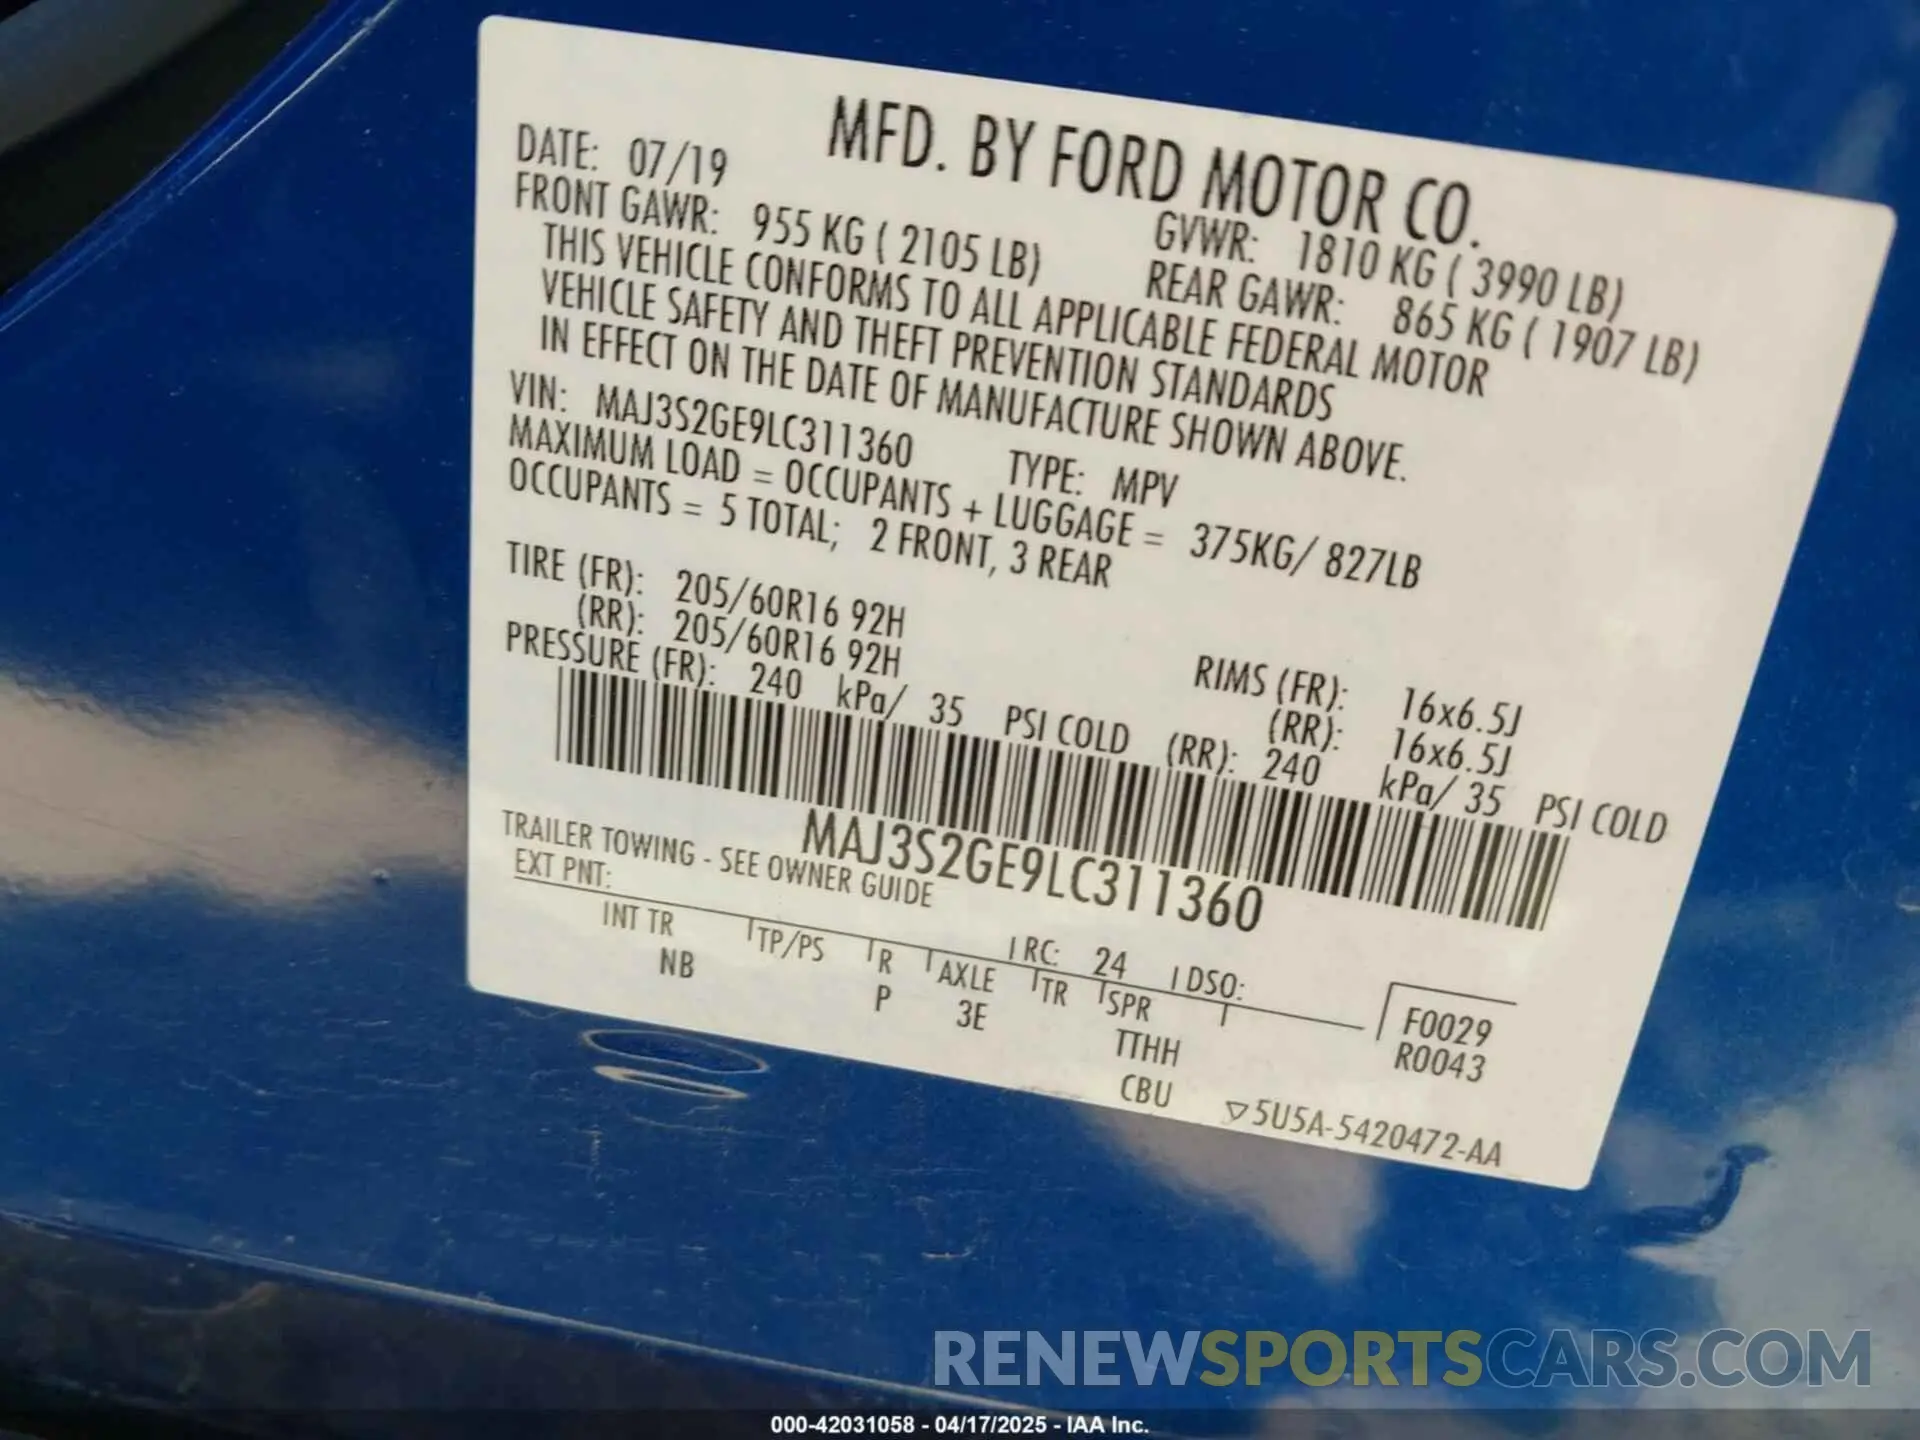 MFD. BY FORD MOTOR CO.
DATE: 07/19
GVWR: 1810 KG ( 3990 LB)
FRONT GAWR: 955 KG ( 2105 LB)
REAR GAWR: 865 KG ( 1907 LB)
THIS VEHICLE CONFORMS TO ALL APPLICABLE FEDERAL MOTOR
VEHICLE SAFETY AND THEFT PREVENTION STANDARDS
IN EFFECT ON THE DATE OF MANUFACTURE SHOWN ABOVE.
VIN: MAJ3S2GE9LC311360
TYPE: MPV
MAXIMUM LOAD = OCCUPANTS + LUGGAGE = 375KG/ 827LB
OCCUPANTS = 5 TOTAL; 2 FRONT, 3 REAR
TIRE (FR): 205/60R16 92H
RIMS (FR): 16x6.5J
(RR): 205/60R16 92H
(RR): 16x6.5J
PRESSURE (FR): 240 kPa/ 35 PSI COLD (RR): 240 kPa/ 35 PSI COLD
MAJ3S2GE9LC311360
TRAILER TOWING - SEE OWNER GUIDE
EXT PNT: RC: 24 DSO:
INT TR TP/PS R AXLE TR SPR
NB P 3E TTHH
CBU
F0029
R0043
▽5U5A-5420472-AA
RENEWSPORTSCARS.COM
000-42031058 - 04/17/2025 - IAA Inc.